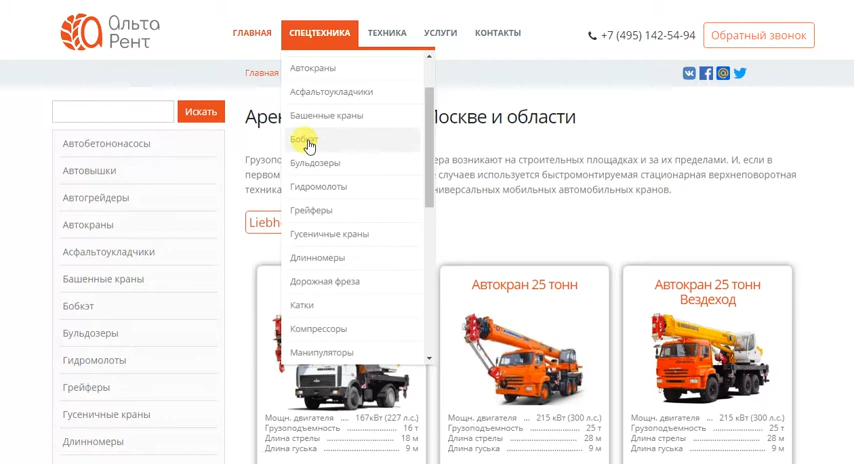 альта
Рент
ГЛАВНАЯ
СПЕЦТЕХНИКА
ТЕХНИКА
УСЛУГИ
КОНТАКТЫ
+7 (495) 142-54-94
Обратный звонок
Главная
Искать
Автобетононасосы
Автовышки
Автогрейдеры
Автокраны
Асфальтоукладчики
Башенные краны
Бобкэт
Бульдозеры
Гидромолоты
Грейферы
Гусеничные краны
Длинномеры
Автокраны
Асфальтоукладчики
Башенные краны
Бобкэт
Бульдозеры
Гидромолоты
Грейферы
Гусеничные краны
Длинномеры
Дорожная фреза
Катки
Компрессоры
Манипуляторы
Москве и области
возникают на строительных площадках и за их пределами. И, если в
первом случаев используется быстромонтируемая стационарная верхнеповоротная
универсальных мобильных автомобильных кранов.
Мощн. двигателя .... 167кВт (227 л.с.)
Грузоподъемность 16 т
Длина стрелы 18 м
Длина гуська 9 м
Автокран 25 тонн
Мощн. двигателя ... 215 кВт (300 л.с.)
Грузоподъемность 25 т
Длина стрелы 28 м
Длина гуська 9 м
Автокран 25 тонн
Вездеход
Мощн. двигателя ... 215 кВт (300 л.с.)
Грузоподъемность 25 т
Длина стрелы 28 м
Длина гуська 9 м